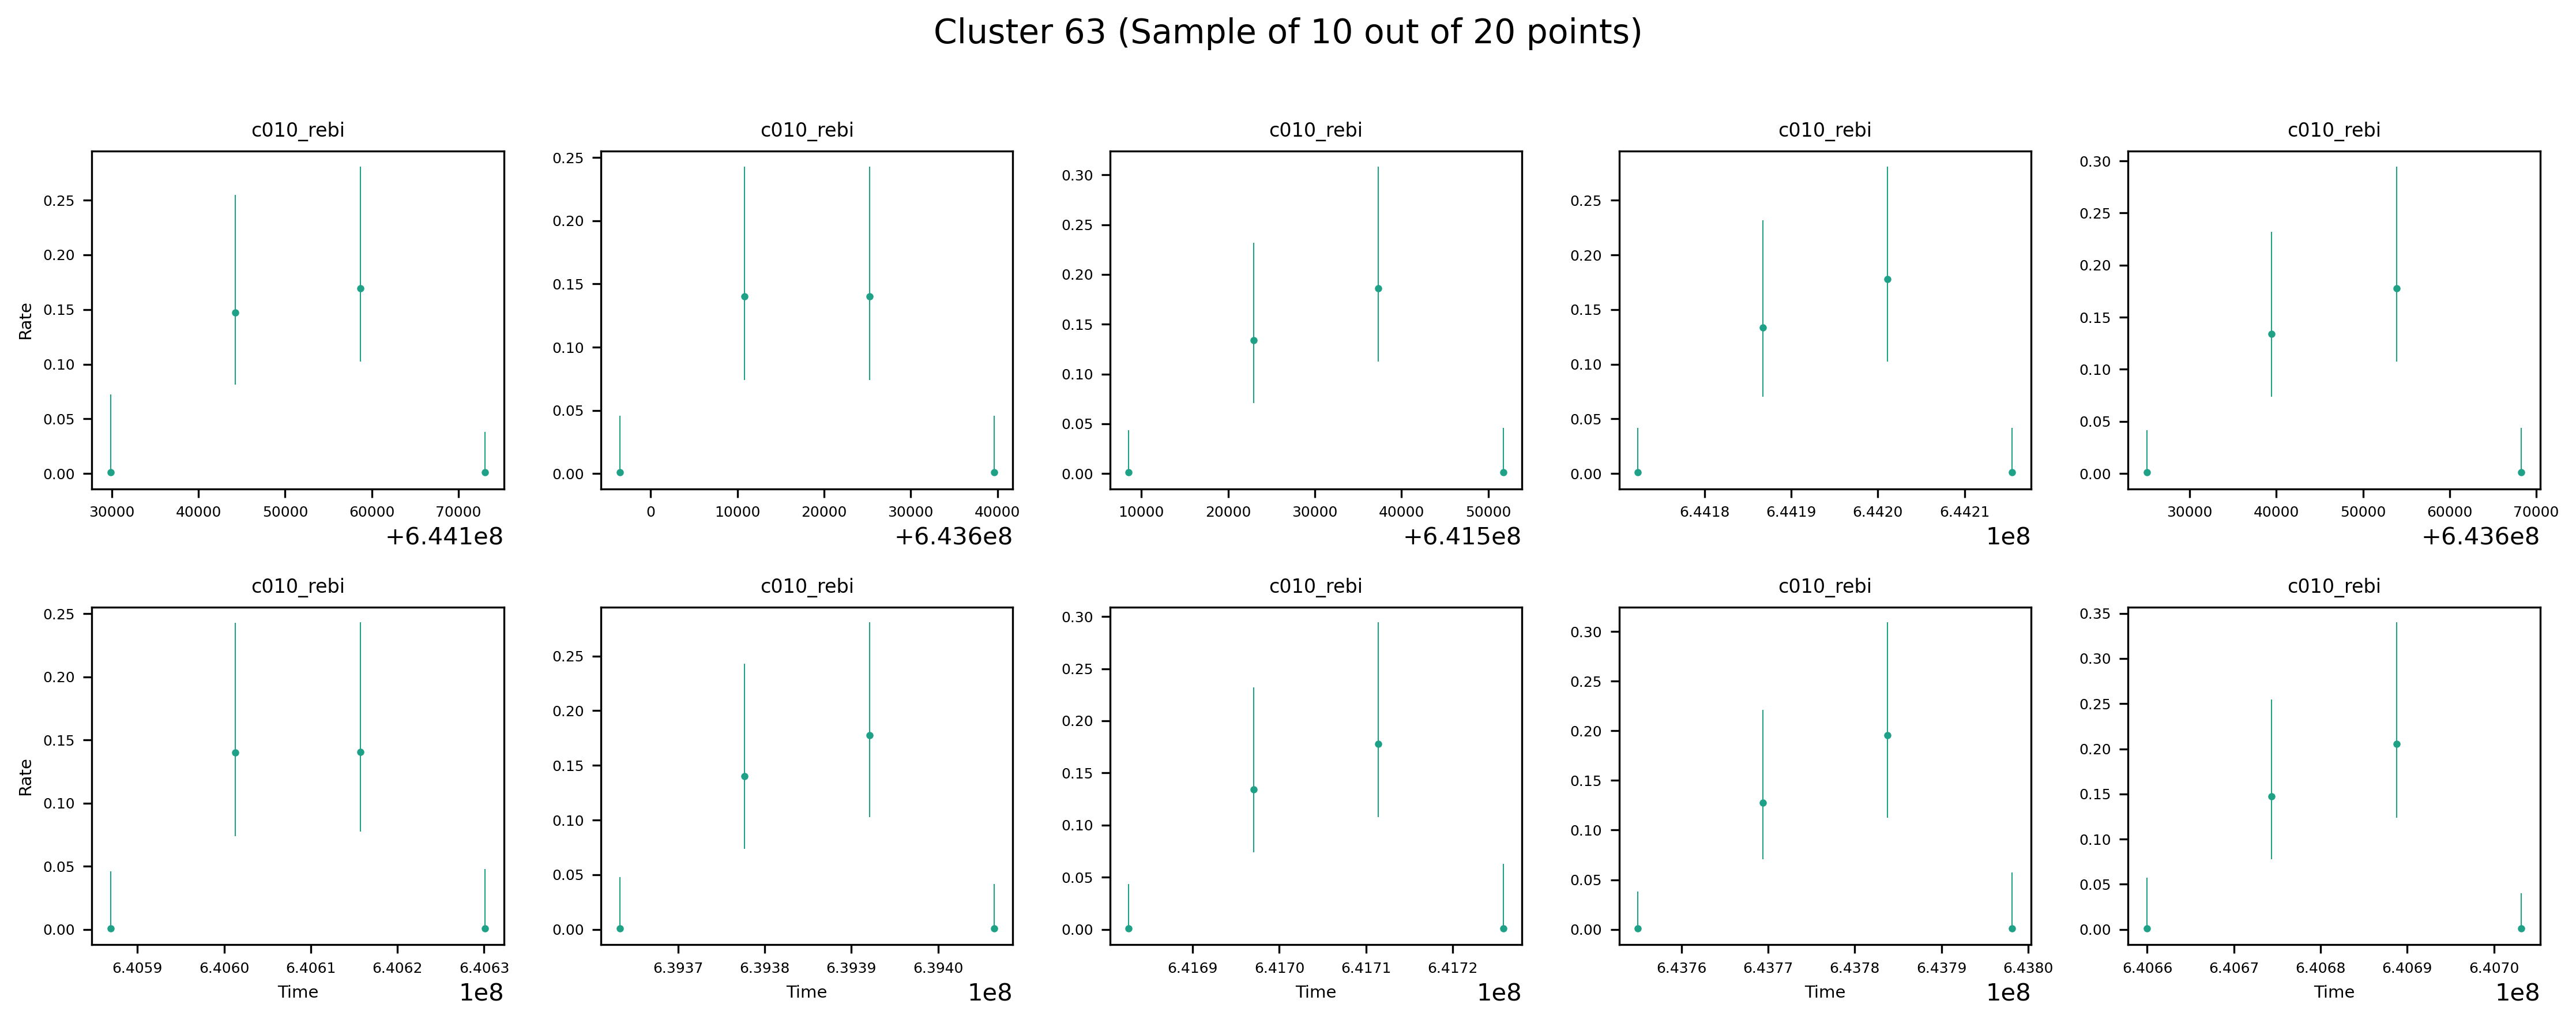 Cluster 63 (Sample of 10 out of 20 points)
c010_rebi c010_rebi c010_rebi c010_rebi c010_rebi
Rate
0.25 0.20 0.15 0.10 0.05 0.00
30000 40000 50000 60000 70000
+6.441e8
0.25 0.20 0.15 0.10 0.05 0.00
0 10000 20000 30000 40000
+6.436e8
0.30 0.25 0.20 0.15 0.10 0.05 0.00
10000 20000 30000 40000 50000
+6.415e8
0.25 0.20 0.15 0.10 0.05 0.00
6.4418 6.4419 6.4420 6.4421
1e8
0.30 0.25 0.20 0.15 0.10 0.05 0.00
30000 40000 50000 60000 70000
+6.436e8
c010_rebi c010_rebi c010_rebi c010_rebi c010_rebi
Rate
0.25 0.20 0.15 0.10 0.05 0.00
6.4059 6.4060 6.4061 6.4062 6.4063
Time 1e8
0.25 0.20 0.15 0.10 0.05 0.00
6.3937 6.3938 6.3939 6.3940
Time 1e8
0.30 0.25 0.20 0.15 0.10 0.05 0.00
6.4169 6.4170 6.4171 6.4172
Time 1e8
0.30 0.25 0.20 0.15 0.10 0.05 0.00
6.4376 6.4377 6.4378 6.4379 6.4380
Time 1e8
0.35 0.30 0.25 0.20 0.15 0.10 0.05 0.00
6.4066 6.4067 6.4068 6.4069 6.4070
Time 1e8